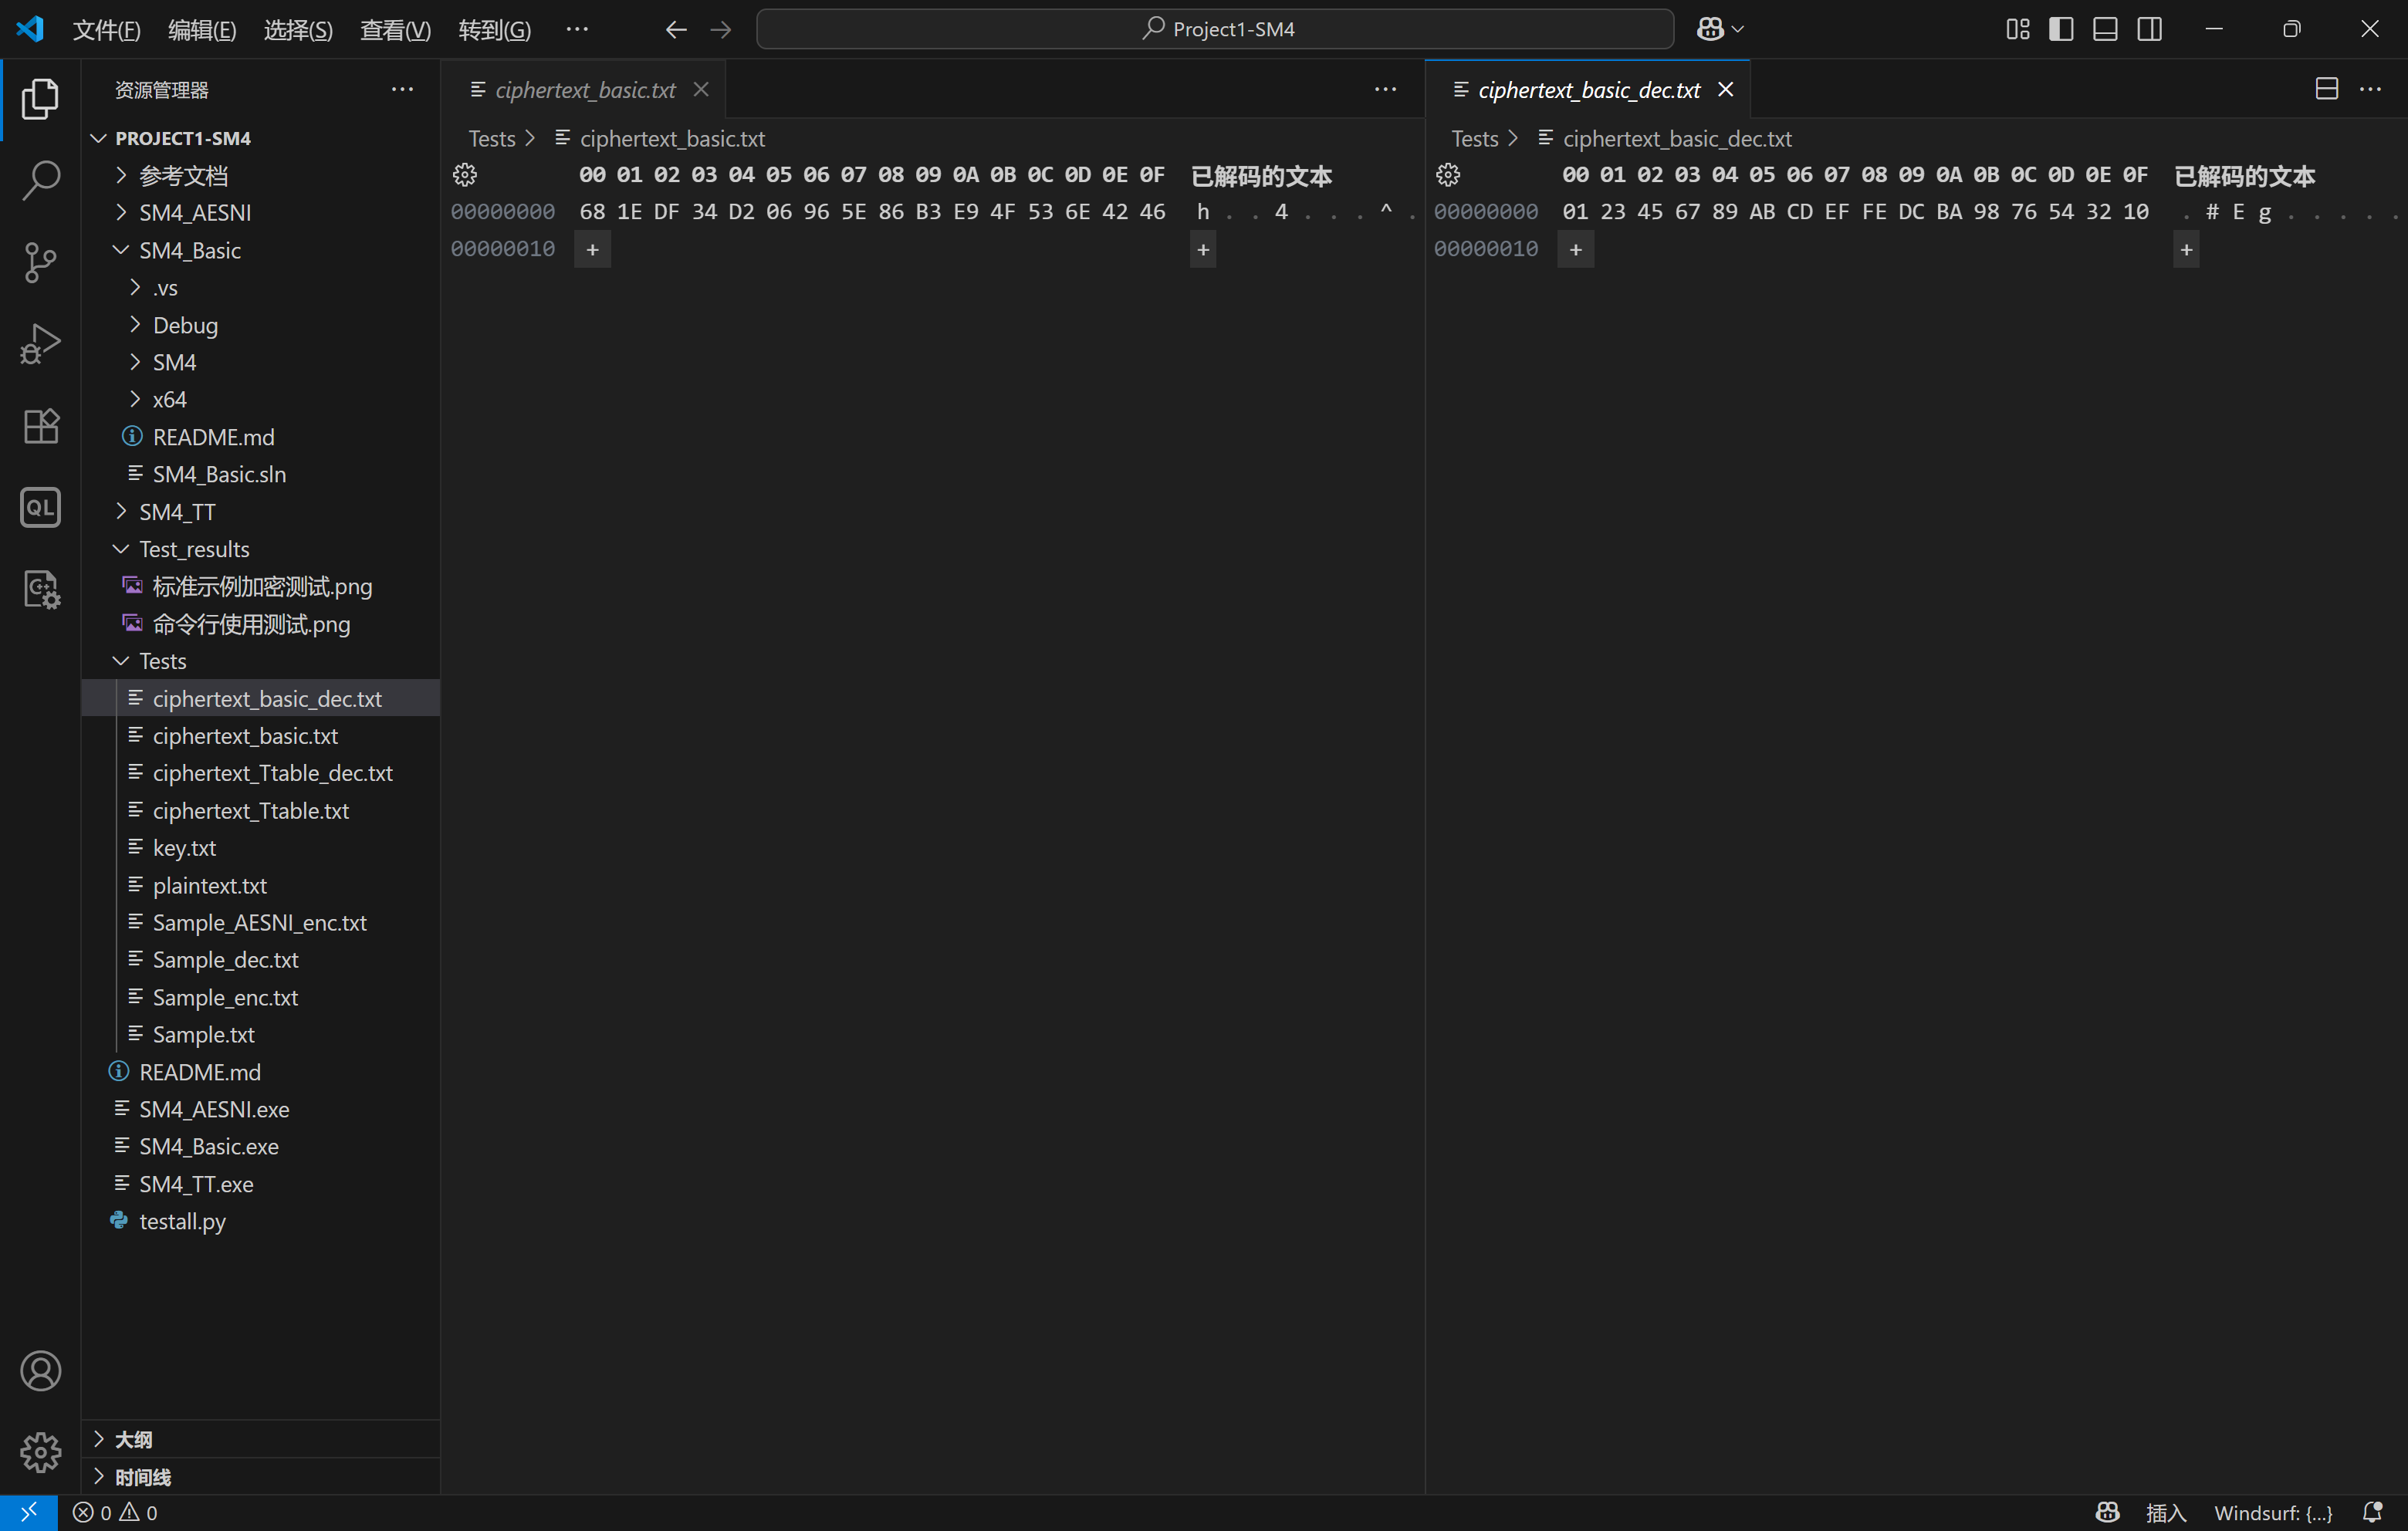 文件(F) 编辑(E) 选择(S) 查看(V) 转到(G) ··· Project1-SM4
资源管理器
PROJECT1-SM4
参考文档
SM4_AESNI
SM4_Basic
.vs
Debug
SM4
x64
README.md
SM4_Basic.sln
SM4_TT
Test_results
标准示例加密测试.png
命令行使用测试.png
Tests
ciphertext_basic_dec.txt
ciphertext_basic.txt
ciphertext_Ttable_dec.txt
ciphertext_Ttable.txt
key.txt
plaintext.txt
Sample_AESNI_enc.txt
Sample_dec.txt
Sample_enc.txt
Sample.txt
README.md
SM4_AESNI.exe
SM4_Basic.exe
SM4_TT.exe
testall.py
大纲
时间线
ciphertext_basic.txt
Tests > ciphertext_basic.txt
00 01 02 03 04 05 06 07 08 09 0A 0B 0C 0D 0E 0F 已解码的文本
00000000 68 1E DF 34 D2 06 96 5E 86 B3 E9 4F 53 6E 42 46 h . . 4 . . . ^ .
00000010 + +
ciphertext_basic_dec.txt
Tests > ciphertext_basic_dec.txt
00 01 02 03 04 05 06 07 08 09 0A 0B 0C 0D 0E 0F 已解码的文本
00000000 01 23 45 67 89 AB CD EF FE DC BA 98 76 54 32 10 . # E g . . . . .
00000010 + +
QL
C+
0 0 插入 Windsurf: {...}